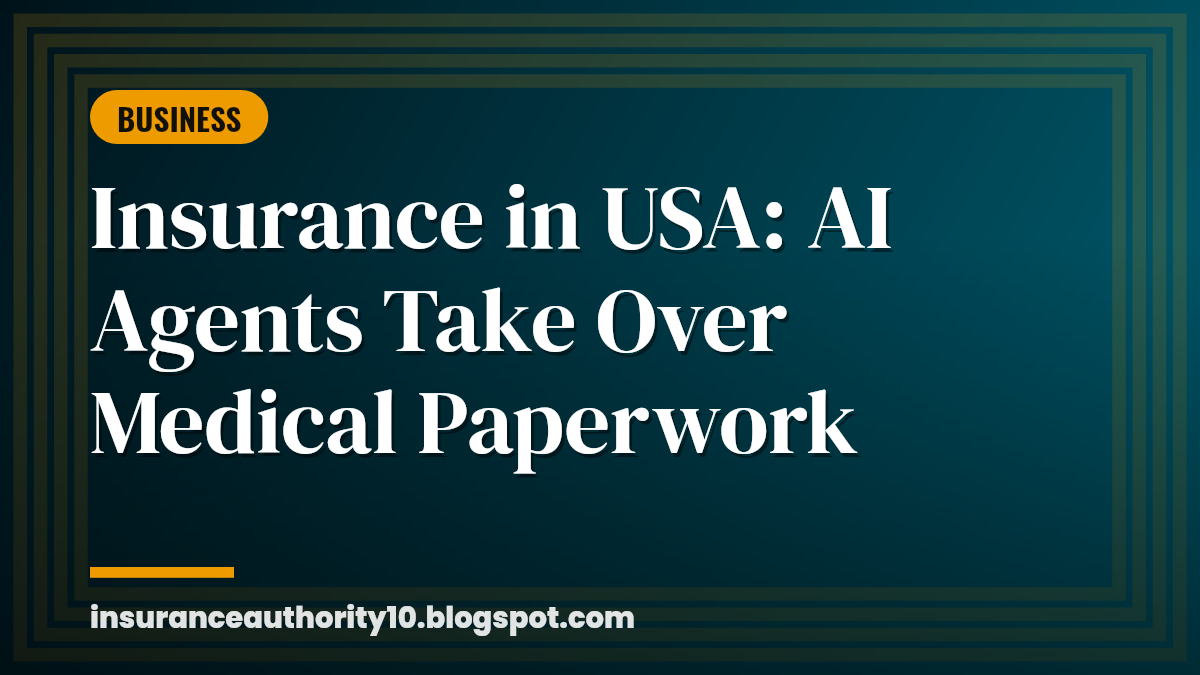 BUSINESS
Insurance in USA: AI
Agents Take Over
Medical Paperwork
insuranceauthority10.blogspot.com